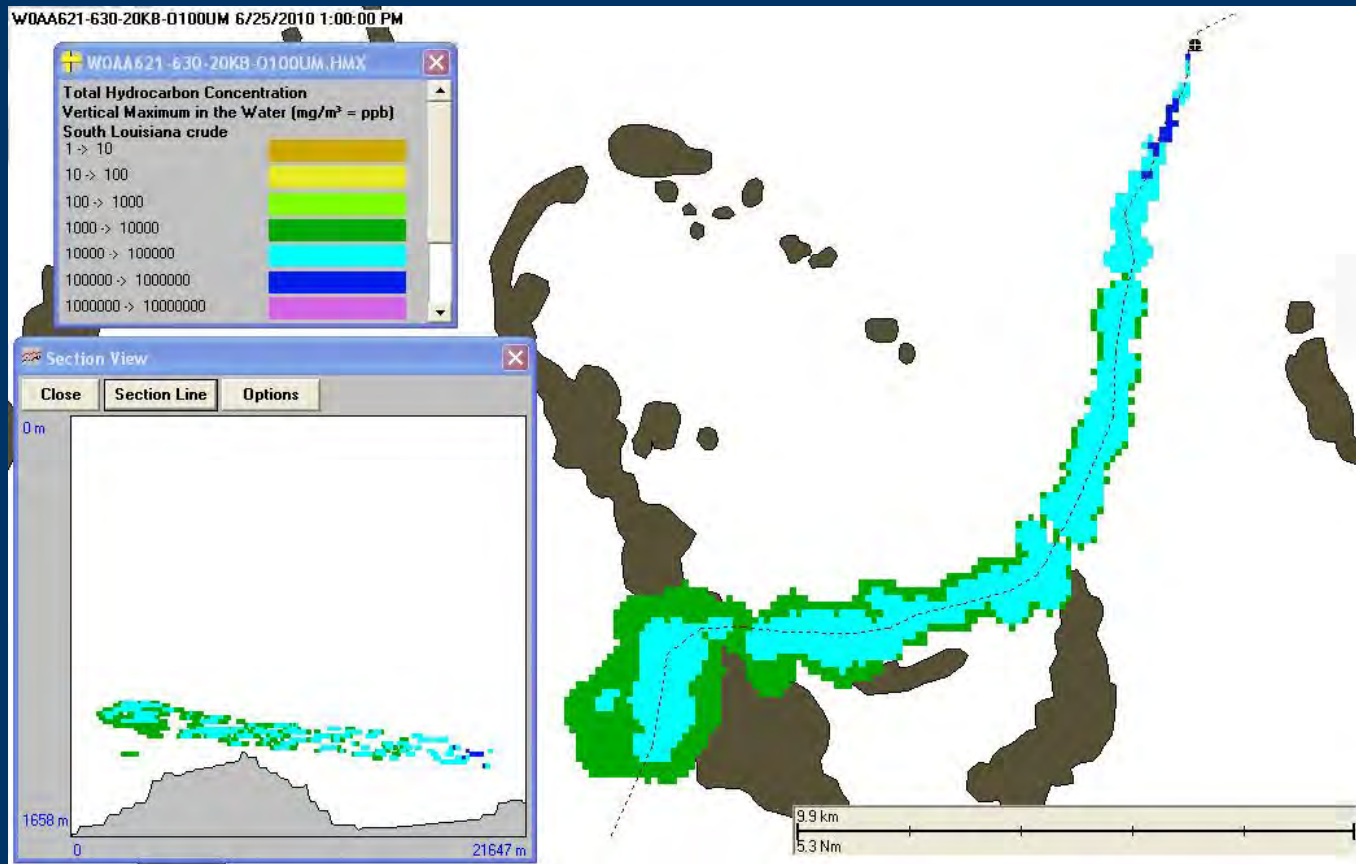 W0AA621-630-20KB-0100UM 6/25/2010 1:00:00 PM
W0AA621-630-20KB-0100UM.HMX
Total Hydrocarbon Concentration
Vertical Maximum in the Water (mg/m³ = ppb)
South Louisiana crude
1 -> 10
10 -> 100
100 -> 1000
1000 -> 10000
10000 -> 100000
100000 -> 1000000
1000000 -> 10000000
Section View
Close Section Line Options
0 m
1658 m
0 21647 m
9.9 km
5.3 Nm